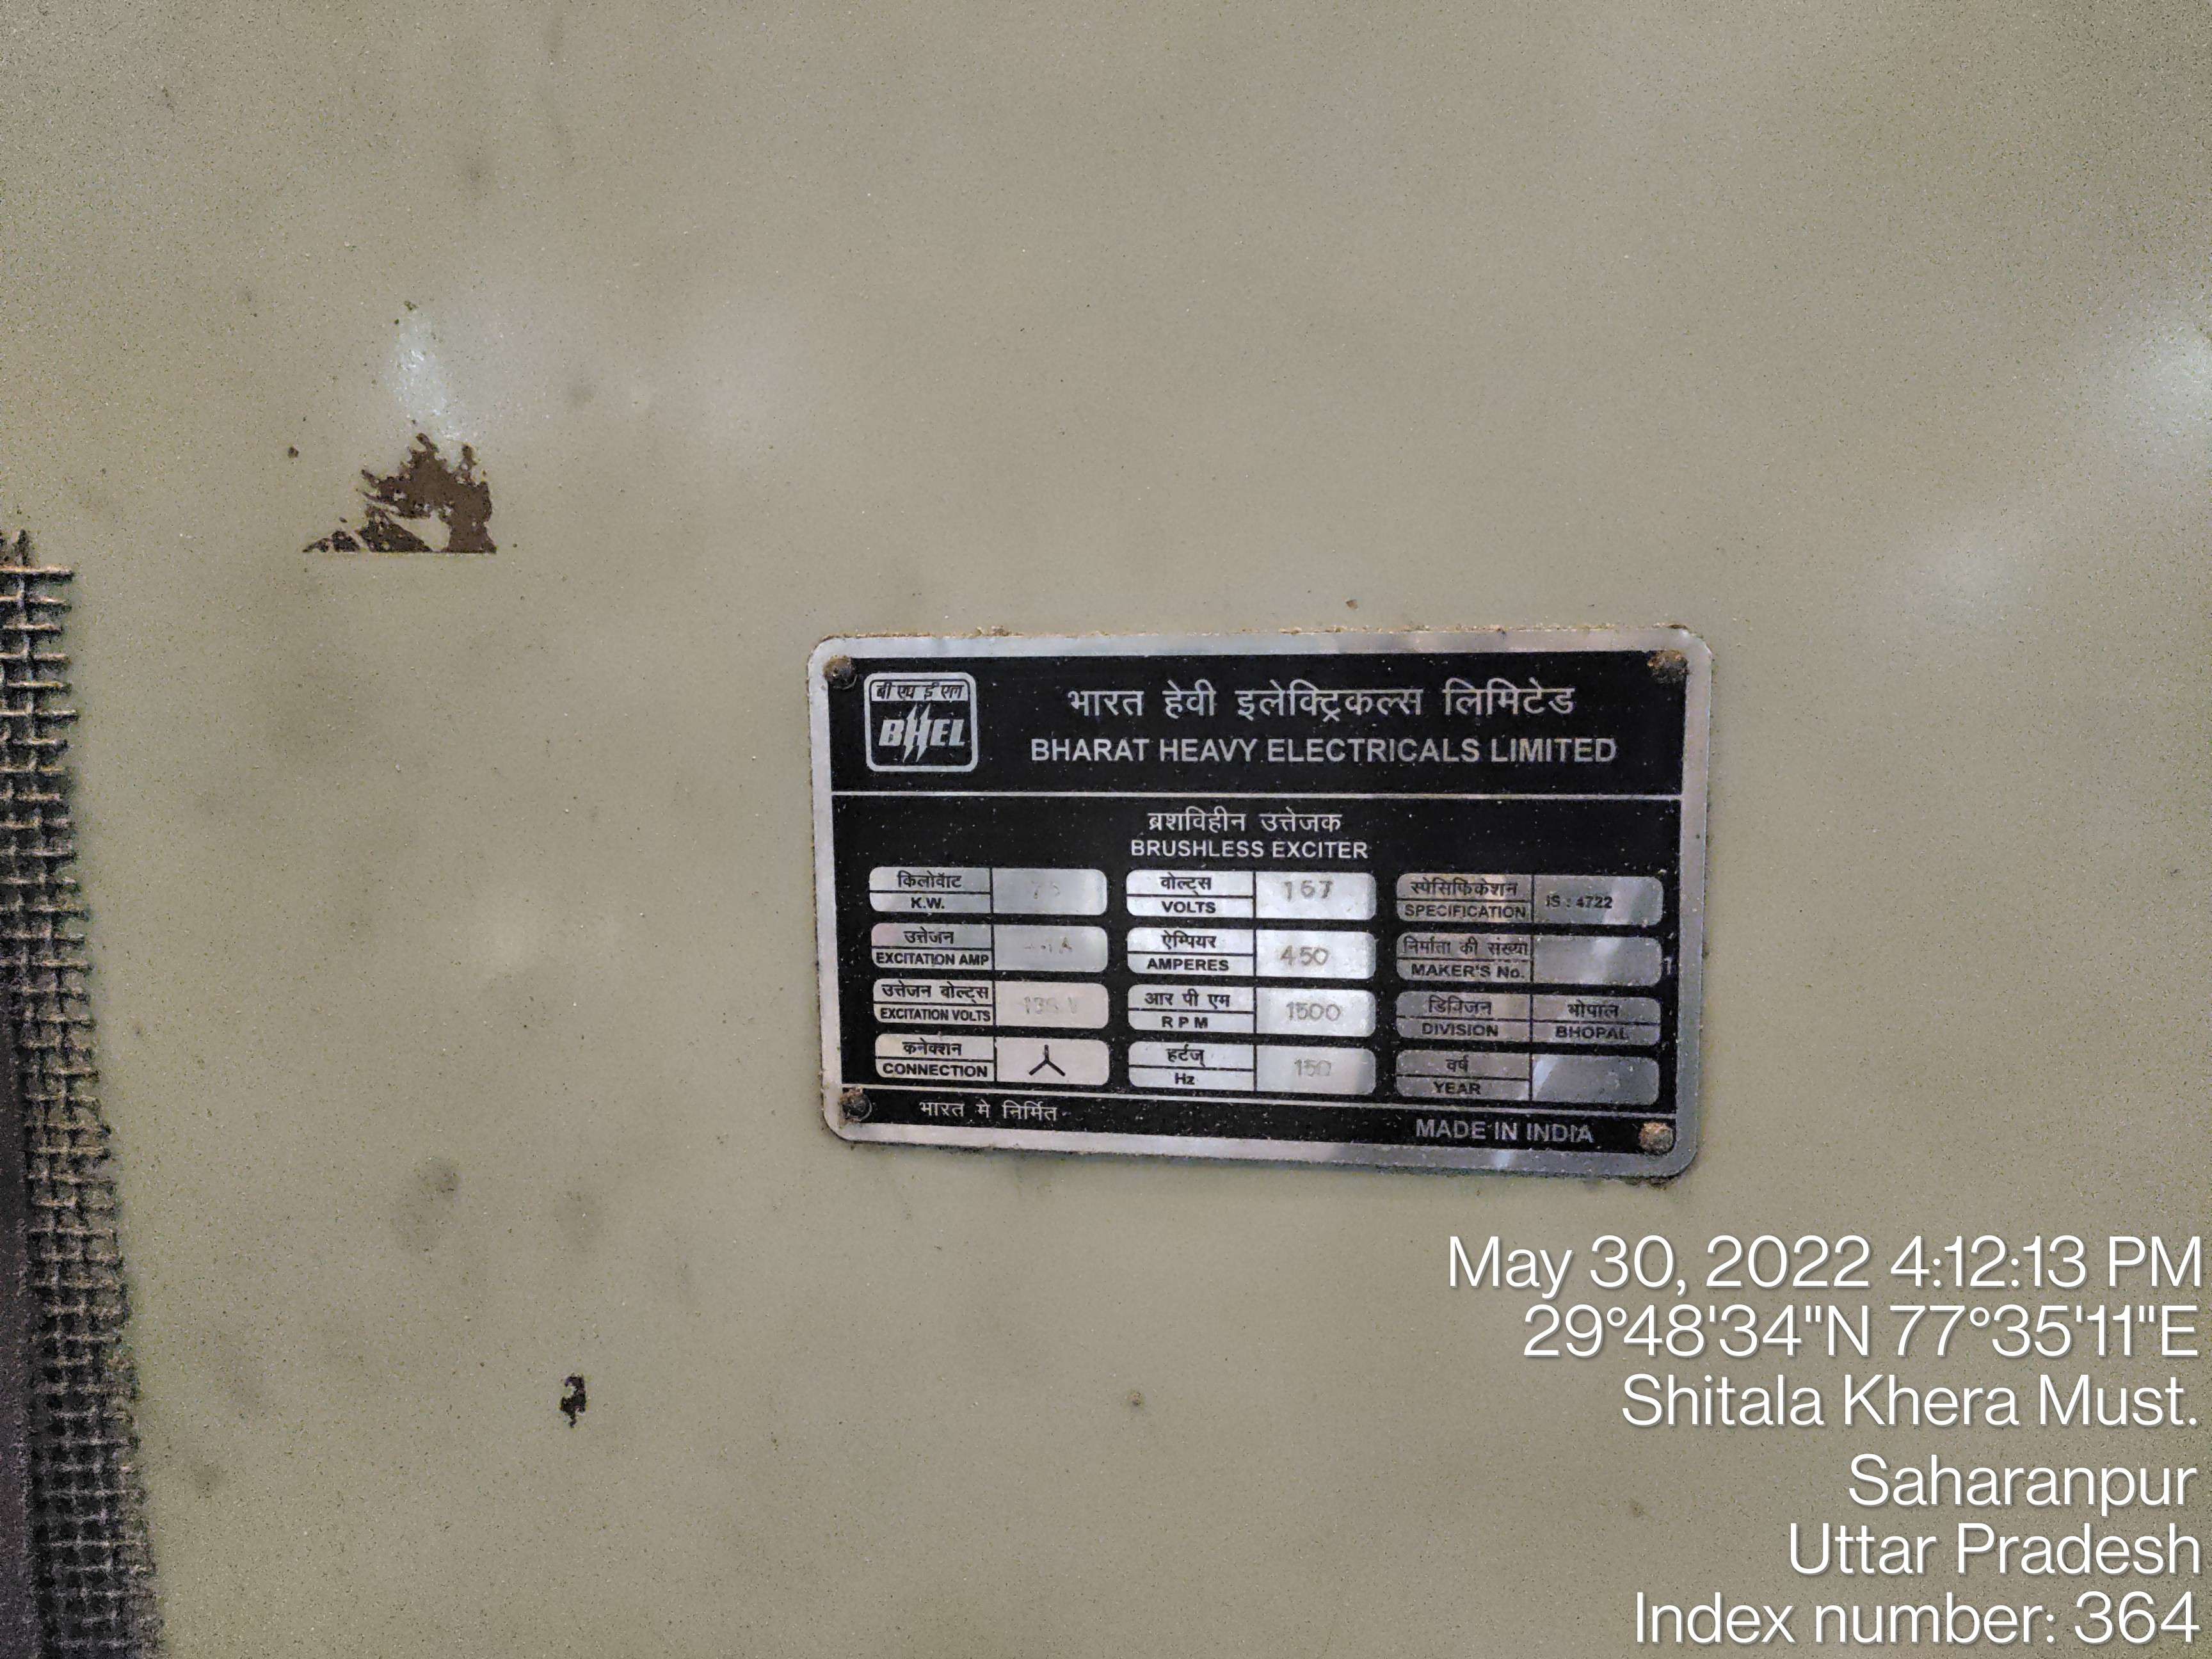 बी एच ई एल
BHEL
भारत हेवी इलेक्ट्रिकल्स लिमिटेड
BHARAT HEAVY ELECTRICALS LIMITED
ब्रशविहीन उत्तेजक
BRUSHLESS EXCITER
किलोवॅाट
K.W.
75
वोल्ट्स
VOLTS
167
स्पेसिफिकेशन
SPECIFICATION
IS : 4722
उत्तेजन
EXCITATION AMP
ऐम्पियर
AMPERES
450
निर्माता की संख्या
MAKER'S No.
उत्तेजन वोल्ट्स
EXCITATION VOLTS
आर पी एम
R P M
1500
डिविजन
DIVISION
भोपाल
BHOPAL
कनेक्शन
CONNECTION
हर्टज्
Hz
150
वर्ष
YEAR
भारत मे निर्मित
MADE IN INDIA
May 30, 2022 4:12:13 PM
29°48'34"N 77°35'11"E
Shitala Khera Must.
Saharanpur
Uttar Pradesh
Index number: 364